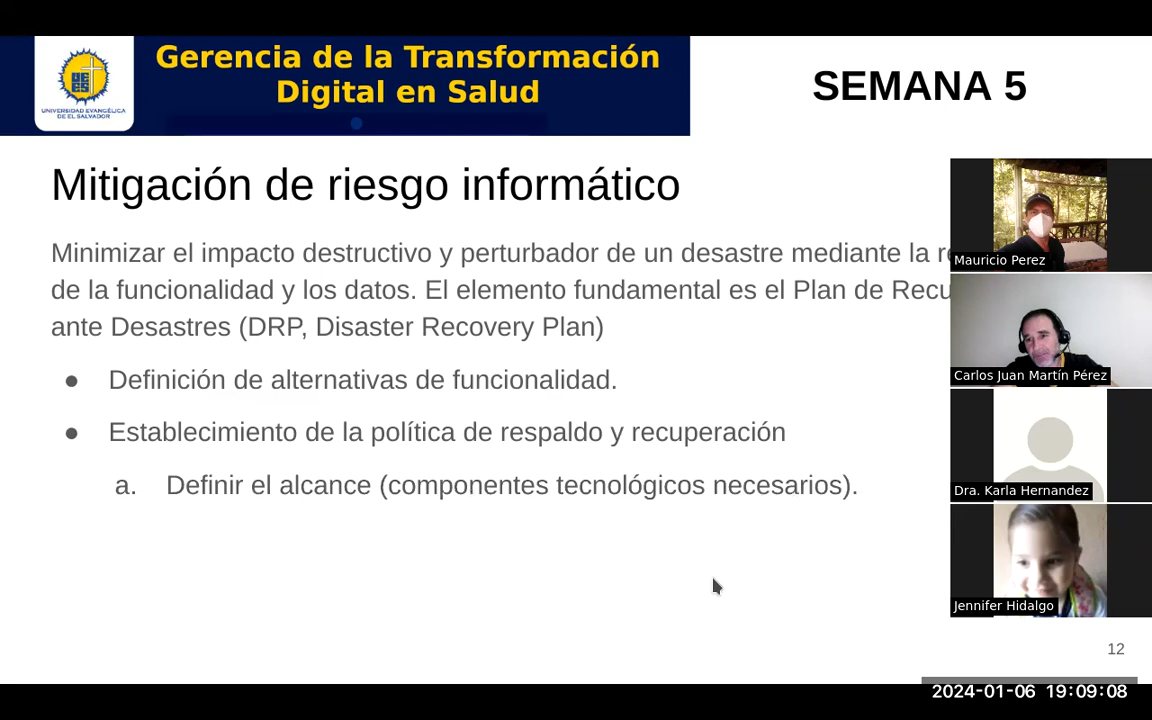 Gerencia de la Transformación
Digital en Salud
SEMANA 5
UNIVERSIDAD EVANGÉLICA
DE EL SALVADOR
Mitigación de riesgo informático
Minimizar el impacto destructivo y perturbador de un desastre mediante la
de la funcionalidad y los datos. El elemento fundamental es el Plan de
ante Desastres (DRP, Disaster Recovery Plan)
● Definición de alternativas de funcionalidad.
● Establecimiento de la política de respaldo y recuperación
a. Definir el alcance (componentes tecnológicos necesarios).
Mauricio Perez
Carlos Juan Martín Pérez
Dra. Karla Hernandez
Jennifer Hidalgo
12
2024-01-06 19:09:08